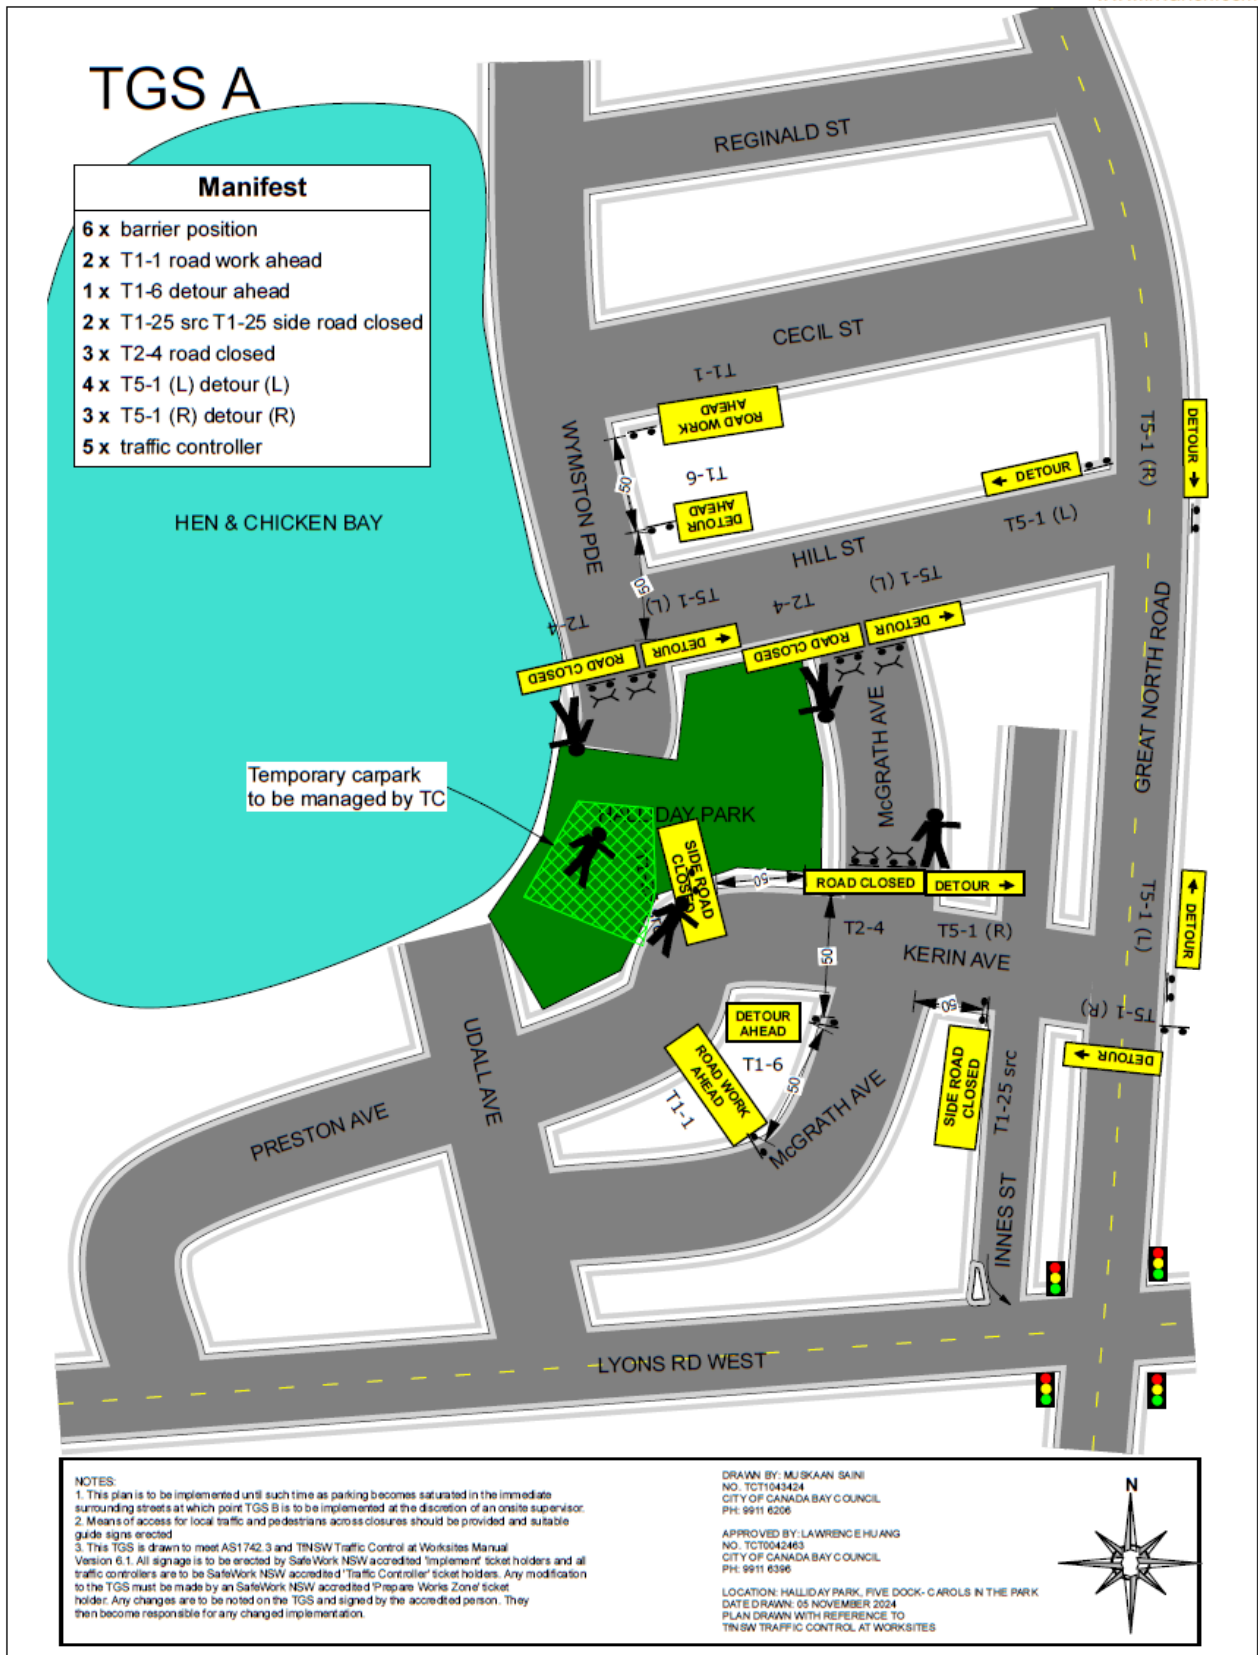 TGS A
Manifest
6 x barrier position
2 x T1-1 road work ahead
1 x T1-6 detour ahead
2 x T1-25 src T1-25 side road closed
3 x T2-4 road closed
4 x T5-1 (L) detour (L)
3 x T5-1 (R) detour (R)
5 x traffic controller
HEN & CHICKEN BAY
REGINALD ST
CECIL ST
T1-1
ROAD WORK
AHEAD
WYMSTON PDE
50
T1-6
DETOUR
AHEAD
DETOUR
T5-1 (L)
T5-1 (R)
DETOUR
HILL ST
50
T2-4
T5-1 (L)
T2-4
T5-1 (L)
ROAD CLOSED
DETOUR
ROAD CLOSED
DETOUR
GREAT NORTH ROAD
McGRATH AVE
Temporary carpark
to be managed by TC
DAY PARK
SIDE ROAD
CLOSED
50
ROAD CLOSED
DETOUR
T2-4
T5-1 (R)
KERIN AVE
50
T5-1 (L)
DETOUR
T5-1 (R)
DETOUR
50
DETOUR
AHEAD
T1-6
ROAD WORK
AHEAD
T1-1
50
McGRATH AVE
SIDE ROAD
CLOSED
T1-25 src
INNES ST
UDALL AVE
PRESTON AVE
LYONS RD WEST
NOTES:
1. This plan is to be implemented until such time as parking becomes saturated in the immediate
surrounding streets at which point TGS B is to be implemented at the discretion of an onsite supervisor.
2. Means of access for local traffic and pedestrians across closures should be provided and suitable
guide signs erected
3. This TGS is drawn to meet AS1742.3 and TfNSW Traffic Control at Worksites Manual
Version 6.1. All signage is to be erected by SafeWork NSW accredited 'Implement' ticket holders and all
traffic controllers are to be SafeWork NSW accredited 'Traffic Controller' ticket holders. Any modification
to the TGS must be made by an SafeWork NSW accredited 'Prepare Works Zone' ticket
holder. Any changes are to be noted on the TGS and signed by the accredited person. They
then become responsible for any changed implementation.
DRAWN BY: MUSKAAN SAINI
NO. TCT1043424
CITY OF CANADA BAY COUNCIL
PH: 9911 6206
APPROVED BY: LAWRENCE HUANG
NO. TCT0042463
CITY OF CANADA BAY COUNCIL
PH: 9911 6396
LOCATION: HALLIDAY PARK, FIVE DOCK- CAROLS IN THE PARK
DATE DRAWN: 05 NOVEMBER 2024
PLAN DRAWN WITH REFERENCE TO
TfNSW TRAFFIC CONTROL AT WORKSITES
N